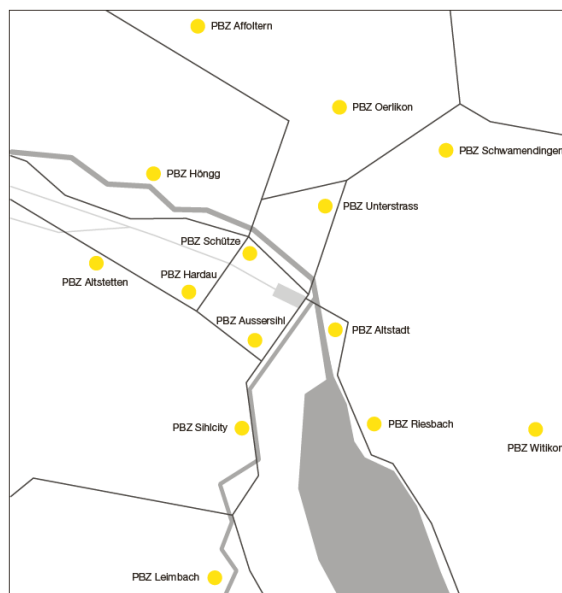 PBZ Affoltern
PBZ Oerlikon
PBZ Schwamendingen
PBZ Höngg
PBZ Unterstrass
PBZ Schütze
PBZ Hardau
PBZ Altstetten
PBZ Aussersihl
PBZ Altstadt
PBZ Sihlcity
PBZ Riesbach
PBZ Witikon
PBZ Leimbach